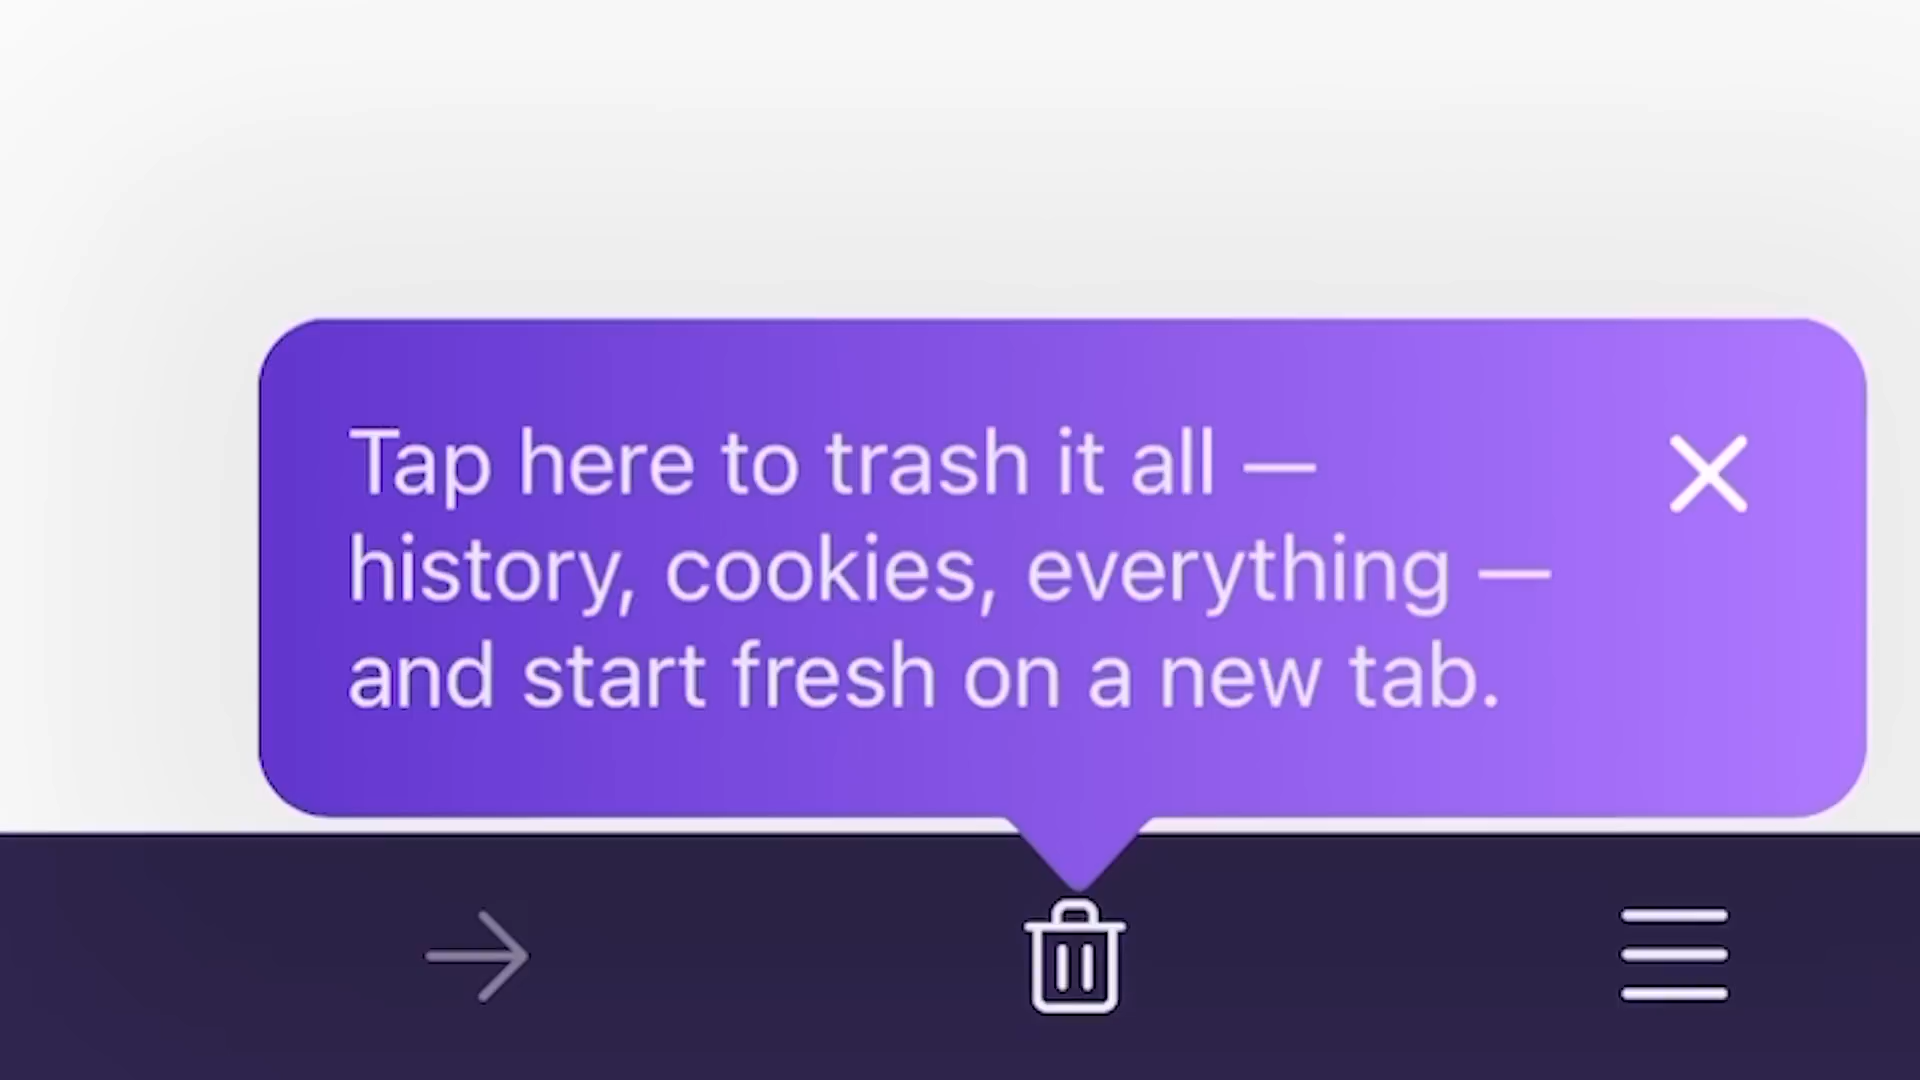 Tap here to trash it all —
history, cookies, everything —
and start fresh on a new tab.